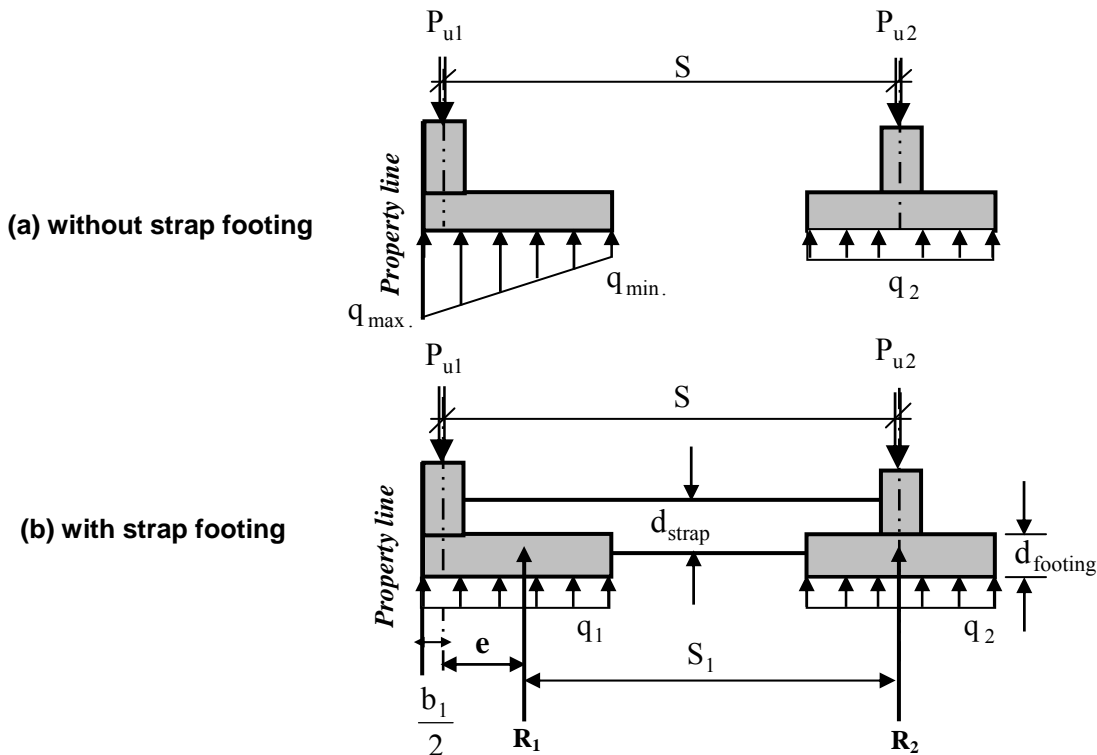 P_u1
P_u2
S
Property line
(a) without strap footing
q_max.
q_min.
q_2
P_u1
P_u2
S
Property line
(b) with strap footing
d_strap
d_footing
q_1
q_2
e
S_1
b_1/2
R_1
R_2